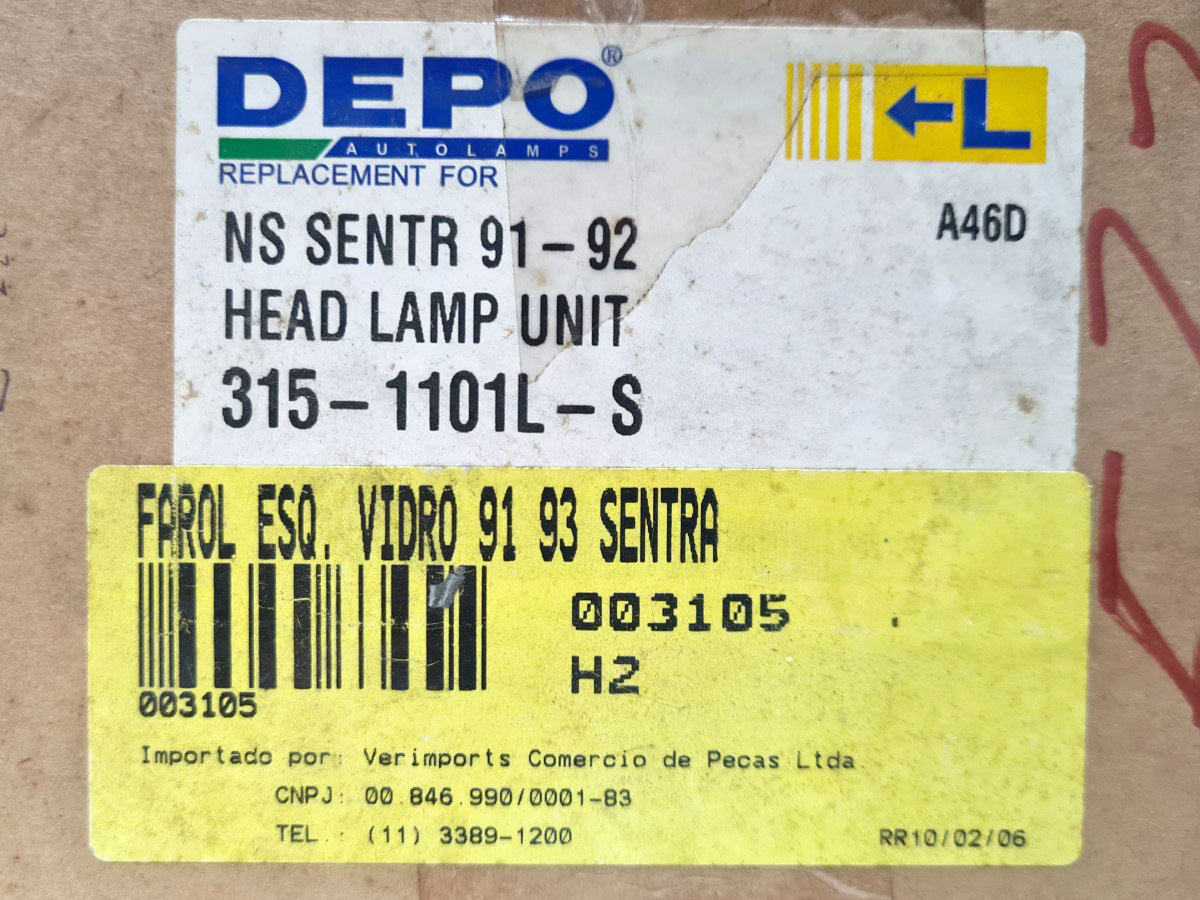 DEPO®
AUTOLAMPS
REPLACEMENT FOR
L
A46D
NS SENTR 91-92
HEAD LAMP UNIT
315-1101L-S
FAROL ESQ. VIDRO 91 93 SENTRA
003105
H2
003105
Importado por: Verimports Comercio de Pecas Ltda.
CNPJ: 00.846.990/0001-83
TEL.: (11) 3389-1200
RR10/02/06